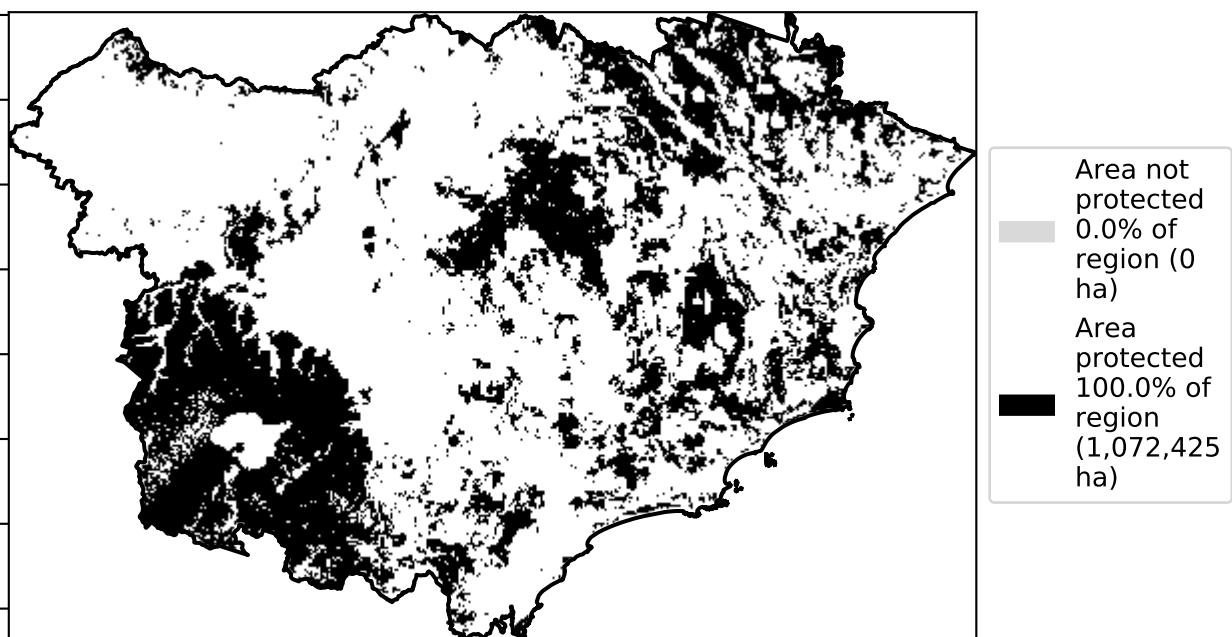 Area not
protected
0.0% of
region (0
ha)
Area
protected
100.0% of
region
(1,072,425
ha)